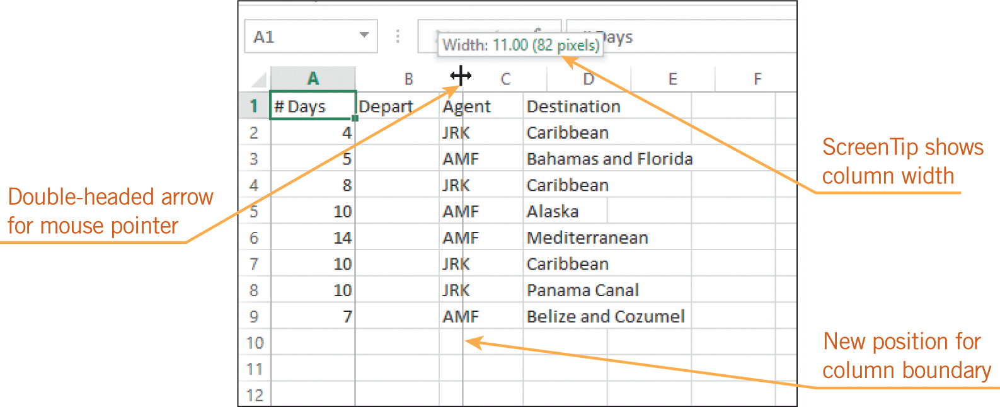 A1
Days
Width: 11.00 (82 pixels)
A B C D E F
1 # Days Depart Agent Destination
2 4 JRK Caribbean
3 5 AMF Bahamas and Florida
4 8 JRK Caribbean
5 10 AMF Alaska
6 14 AMF Mediterranean
7 10 JRK Caribbean
8 10 JRK Panama Canal
9 7 AMF Belize and Cozumel
10
11
12
Double-headed arrow
for mouse pointer
ScreenTip shows
column width
New position for
column boundary